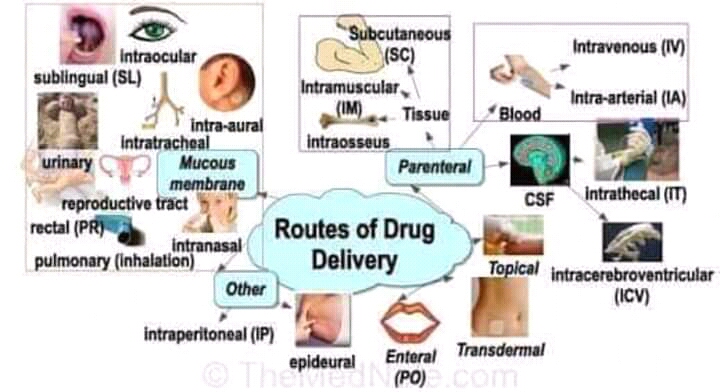 sublingual (SL)
intraocular
intra-aural
intratracheal
urinary
reproductive tract
rectal (PR)
intranasal
pulmonary (inhalation)
Mucous
membrane
Subcutaneous
(SC)
Intramuscular
(IM)
Tissue
intraosseus
Blood
Intravenous (IV)
Intra-arterial (IA)
Parenteral
CSF
intrathecal (IT)
intracerebroventricular
(ICV)
Routes of Drug
Delivery
Topical
Transdermal
Enteral
(PO)
Other
intraperitoneal (IP)
epideural